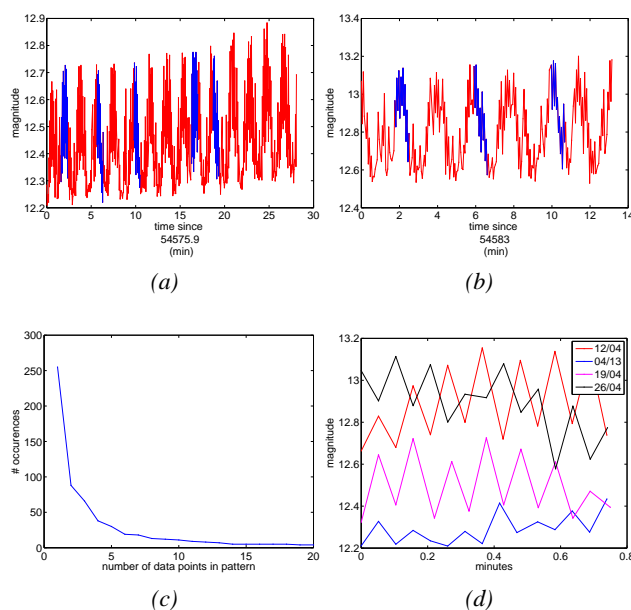 12.9
12.8
12.7
12.6
12.5
12.4
12.3
12.2
magnitude
0 5 10 15 20 25 30
time since
54575.9
(min)
(a)
13.4
13.2
13
12.8
12.6
12.4
magnitude
0 2 4 6 8 10 12 14
time since
54583
(min)
(b)
300
250
200
150
100
50
0
# occurences
0 5 10 15 20
number of data points in pattern
(c)
13.2
13
12.8
12.6
12.4
12.2
magnitude
12/04
04/13
19/04
26/04
0 0.2 0.4 0.6 0.8
minutes
(d)